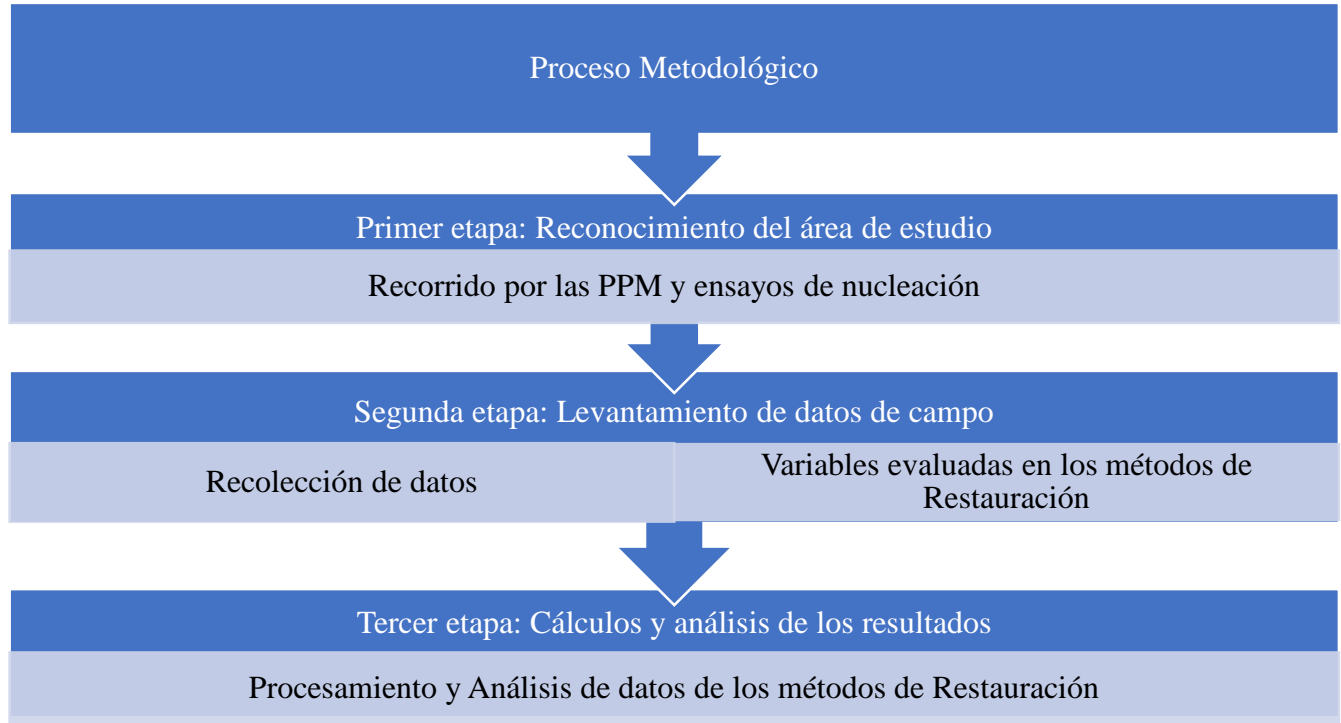 Proceso Metodológico
Primer etapa: Reconocimiento del área de estudio
Recorrido por las PPM y ensayos de nucleación
Segunda etapa: Levantamiento de datos de campo
Recolección de datos
Variables evaluadas en los métodos de
Restauración
Tercer etapa: Cálculos y análisis de los resultados
Procesamiento y Análisis de datos de los métodos de Restauración